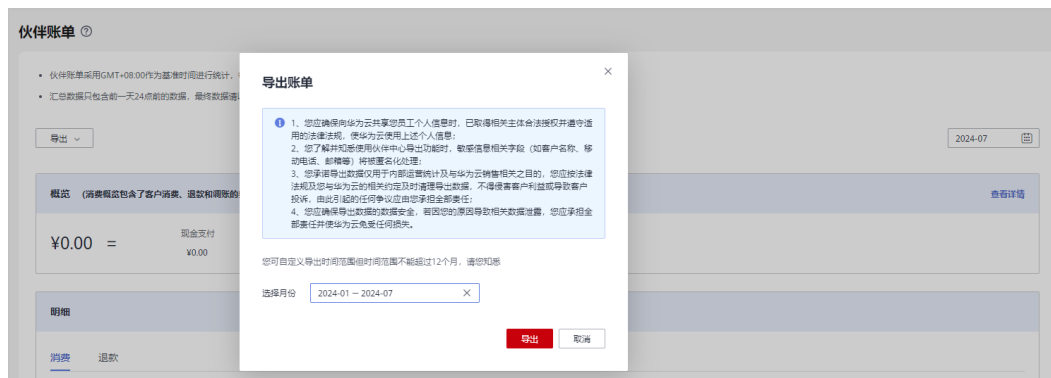 伙伴账单
伙伴账单采用GMT+08:00作为基准时间进行统计，
汇总数据只包含前一天24点前的数据，最终数据请
导出
2024-07
概览 (消费概览包含了客户消费、退款和调账的
查看详情
¥0.00 =
现金支付
¥0.00
明细
消费 退款
导出账单
1、您应确保向华为云共享您员工个人信息时，已取得相关主体合法授权并遵守适
用的法律法规，使华为云使用上述个人信息；
2、您了解并知悉使用伙伴中心导出功能时，敏感信息相关字段（如客户名称、移
动电话、邮箱等）将被匿名化处理；
3、您承诺导出数据仅用于内部运营统计及与华为云销售相关之目的，您应按法律
法规及您与华为云的相关约定及时清理导出数据，不得侵害客户利益或导致客户
投诉，由此引起的任何争议应由您承担全部责任；
4、您应确保导出数据的数据安全，若因您的原因导致相关数据泄露，您应承担全
部责任并使华为云免受任何损失。
您可自定义导出时间范围但时间范围不能超过12个月，请您知悉
选择月份 2024-01 – 2024-07
导出 取消